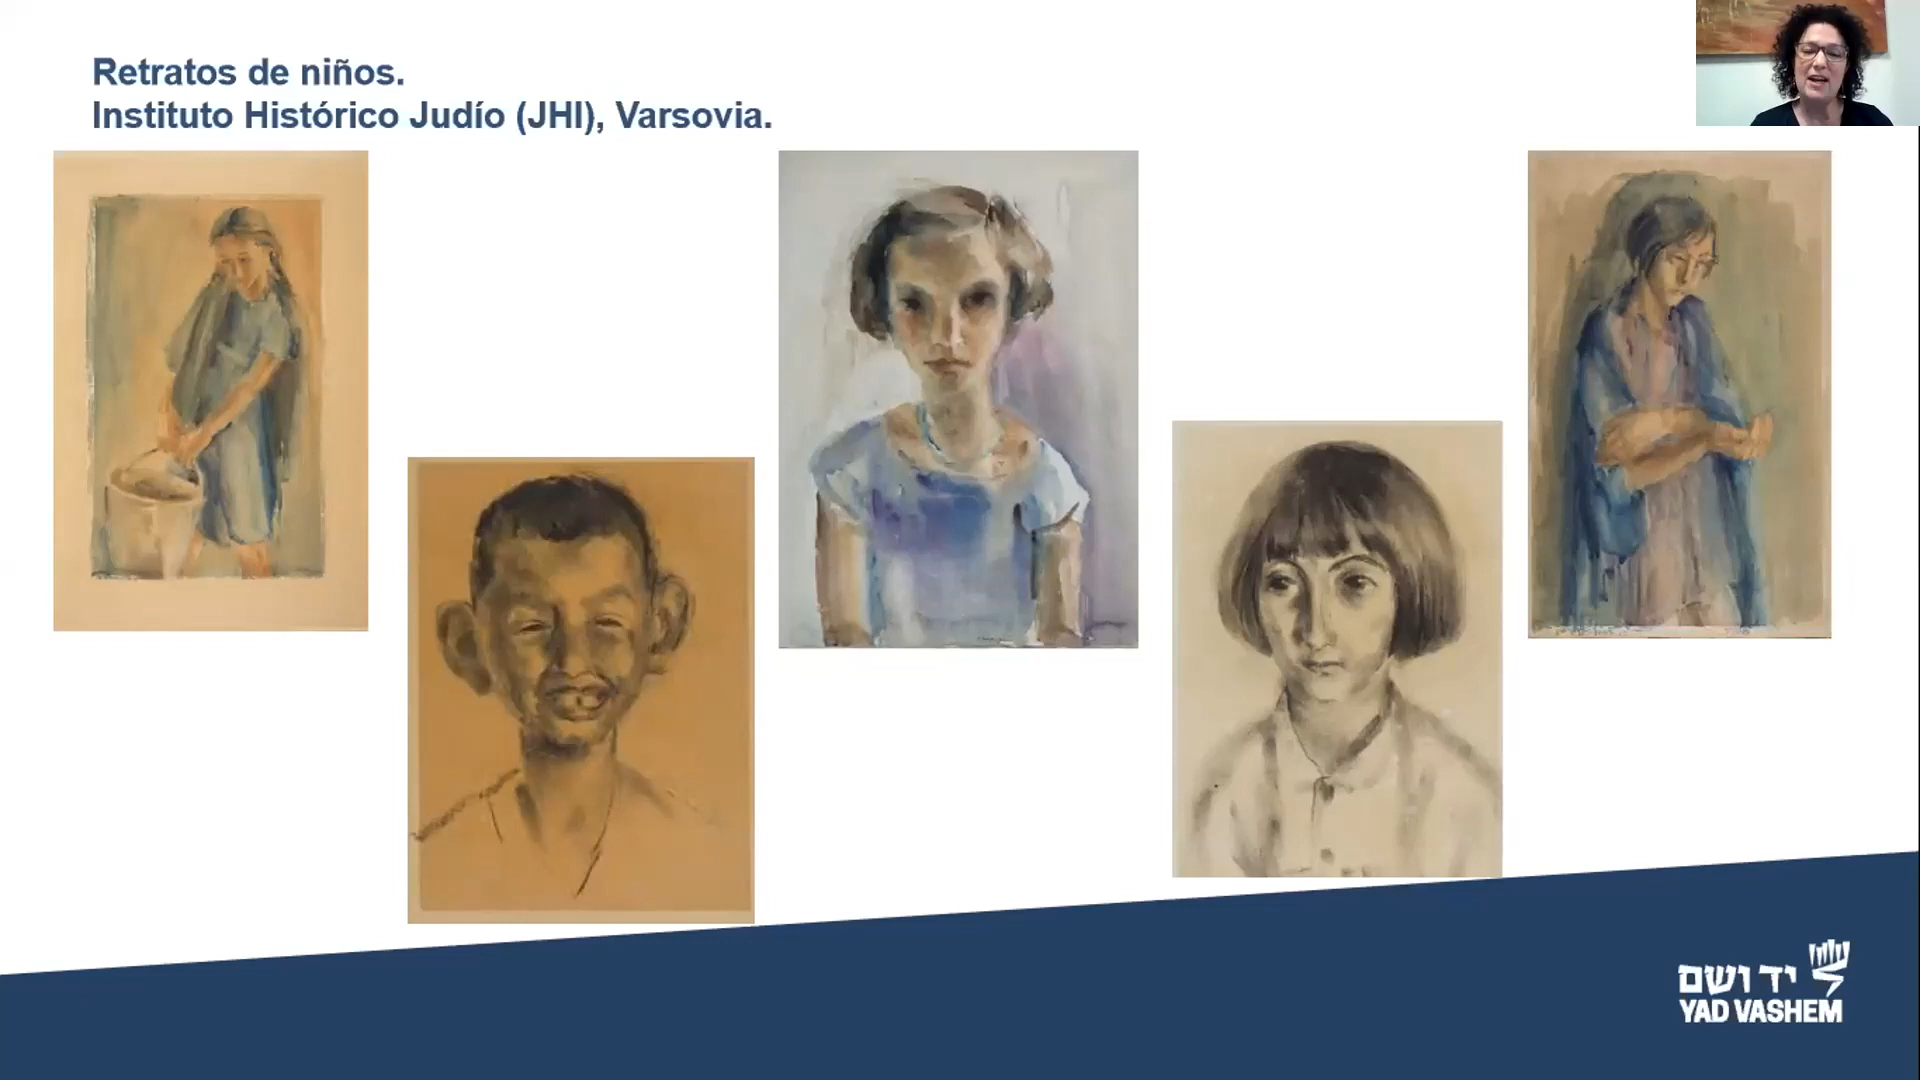 Retratos de niños.
Instituto Histórico Judío (JHI), Varsovia.
יד ושם
YAD VASHEM